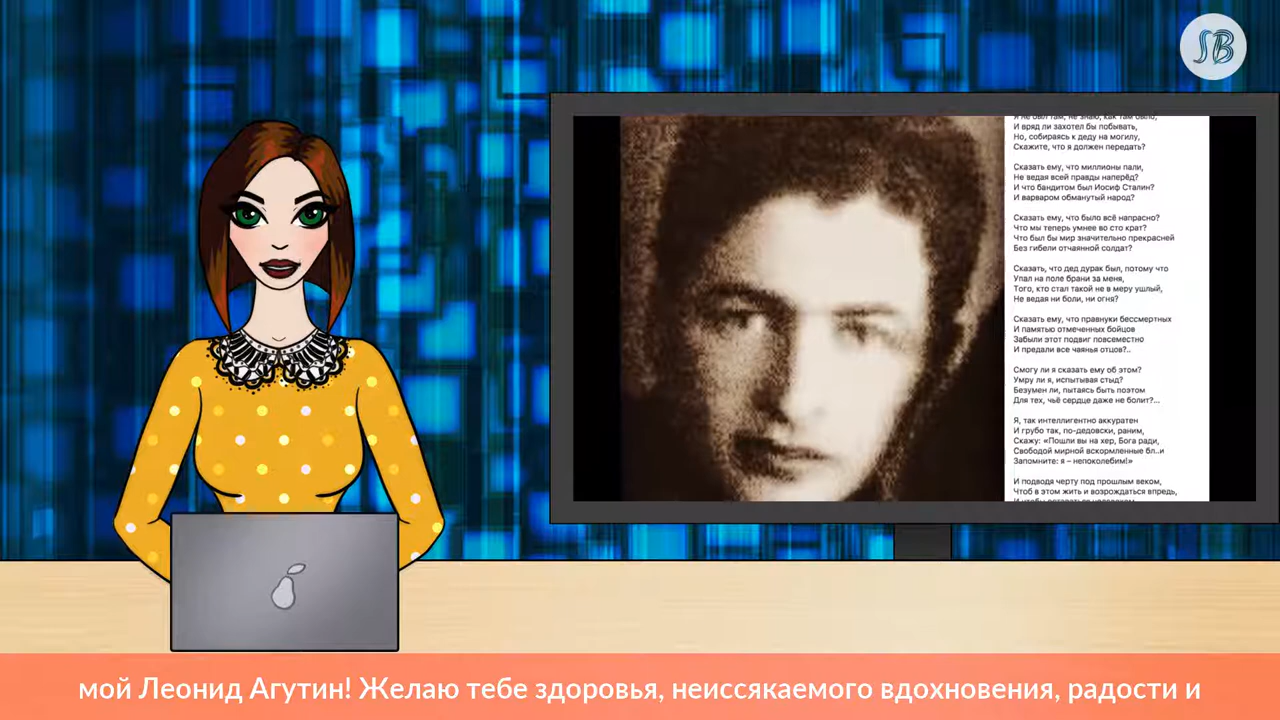 SB
Я не был там, не знаю, как там было,
И вряд ли захотел бы побывать,
Но, собираясь к деду на могилу,
Скажите, что я должен передать?
Сказать ему, что миллионы пали,
Не ведая всей правды наперёд?
И что бандитом был Иосиф Сталин?
И варваром обманутый народ?
Сказать ему, что было всё напрасно?
Что мы теперь умнее во сто крат?
Что был бы мир значительно прекрасней
Без гибели отчаянной солдат?
Сказать, что дед дурак был, потому что
Упал на поле брани за меня,
Того, кто стал такой не в меру ушлый,
Не ведая ни боли, ни огня?
Сказать ему, что правнуки бессмертных
И памятью отмеченных бойцов
Забыли этот подвиг повсеместно
И предали все чаянья отцов?..
Смогу ли я сказать ему об этом?
Умру ли я, испытывая стыд?
Безумен ли, пытаясь быть поэтом
Для тех, чьё сердце даже не болит?...
Я, так интеллигентно аккуратен
И грубо так, по-дедовски, раним,
Скажу: «Пошли вы на хер, Бога ради,
Свободой мирной вскормленные бл..и
Запомните: я – непоколебим!»
И подводя черту под прошлым веком,
Чтоб в этом жить и возрождаться впредь,
мой Леонид Агутин! Желаю тебе здоровья, неиссякаемого вдохновения, радости и